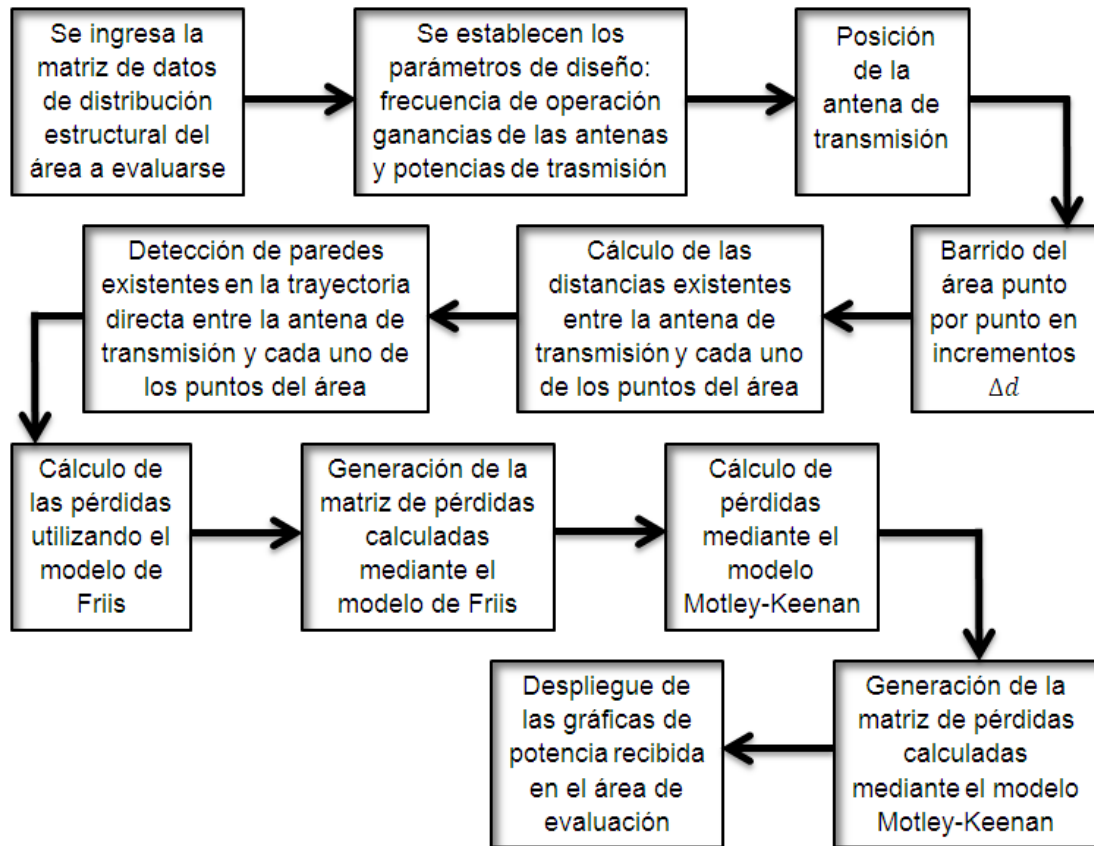 Se ingresa la
matriz de datos
de distribución
estructural del
área a evaluarse
Se establecen los
parámetros de diseño:
frecuencia de operación
ganancias de las antenas
y potencias de trasmisión
Posición
de la
antena de
transmisión
Barrido del
área punto
por punto en
incrementos
Δd
Cálculo de las
distancias existentes
entre la antena de
transmisión y cada uno
de los puntos del área
Detección de paredes
existentes en la trayectoria
directa entre la antena de
transmisión y cada uno de
los puntos del área
Cálculo de
las pérdidas
utilizando el
modelo de
Friis
Generación de la
matriz de pérdidas
calculadas
mediante el
modelo de Friis
Cálculo de
pérdidas
mediante el
modelo
Motley-Keenan
Generación de la
matriz de pérdidas
calculadas
mediante el modelo
Motley-Keenan
Despliegue de
las gráficas de
potencia recibida
en el área de
evaluación